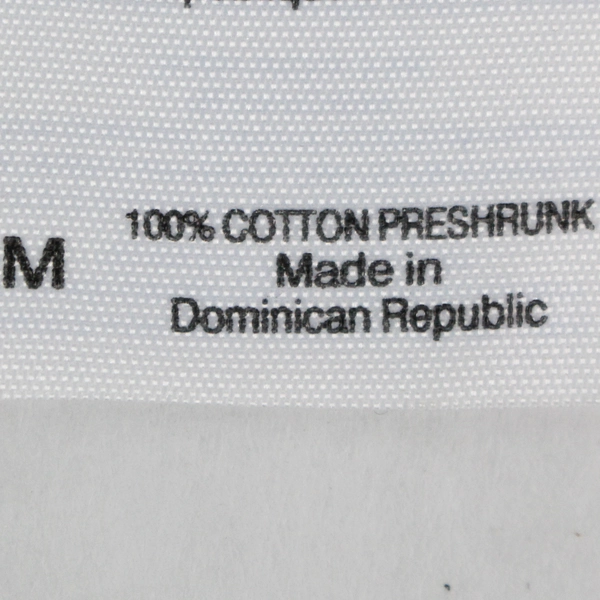 100% COTTON PRESHRUNK
M
Made in
Dominican Republic